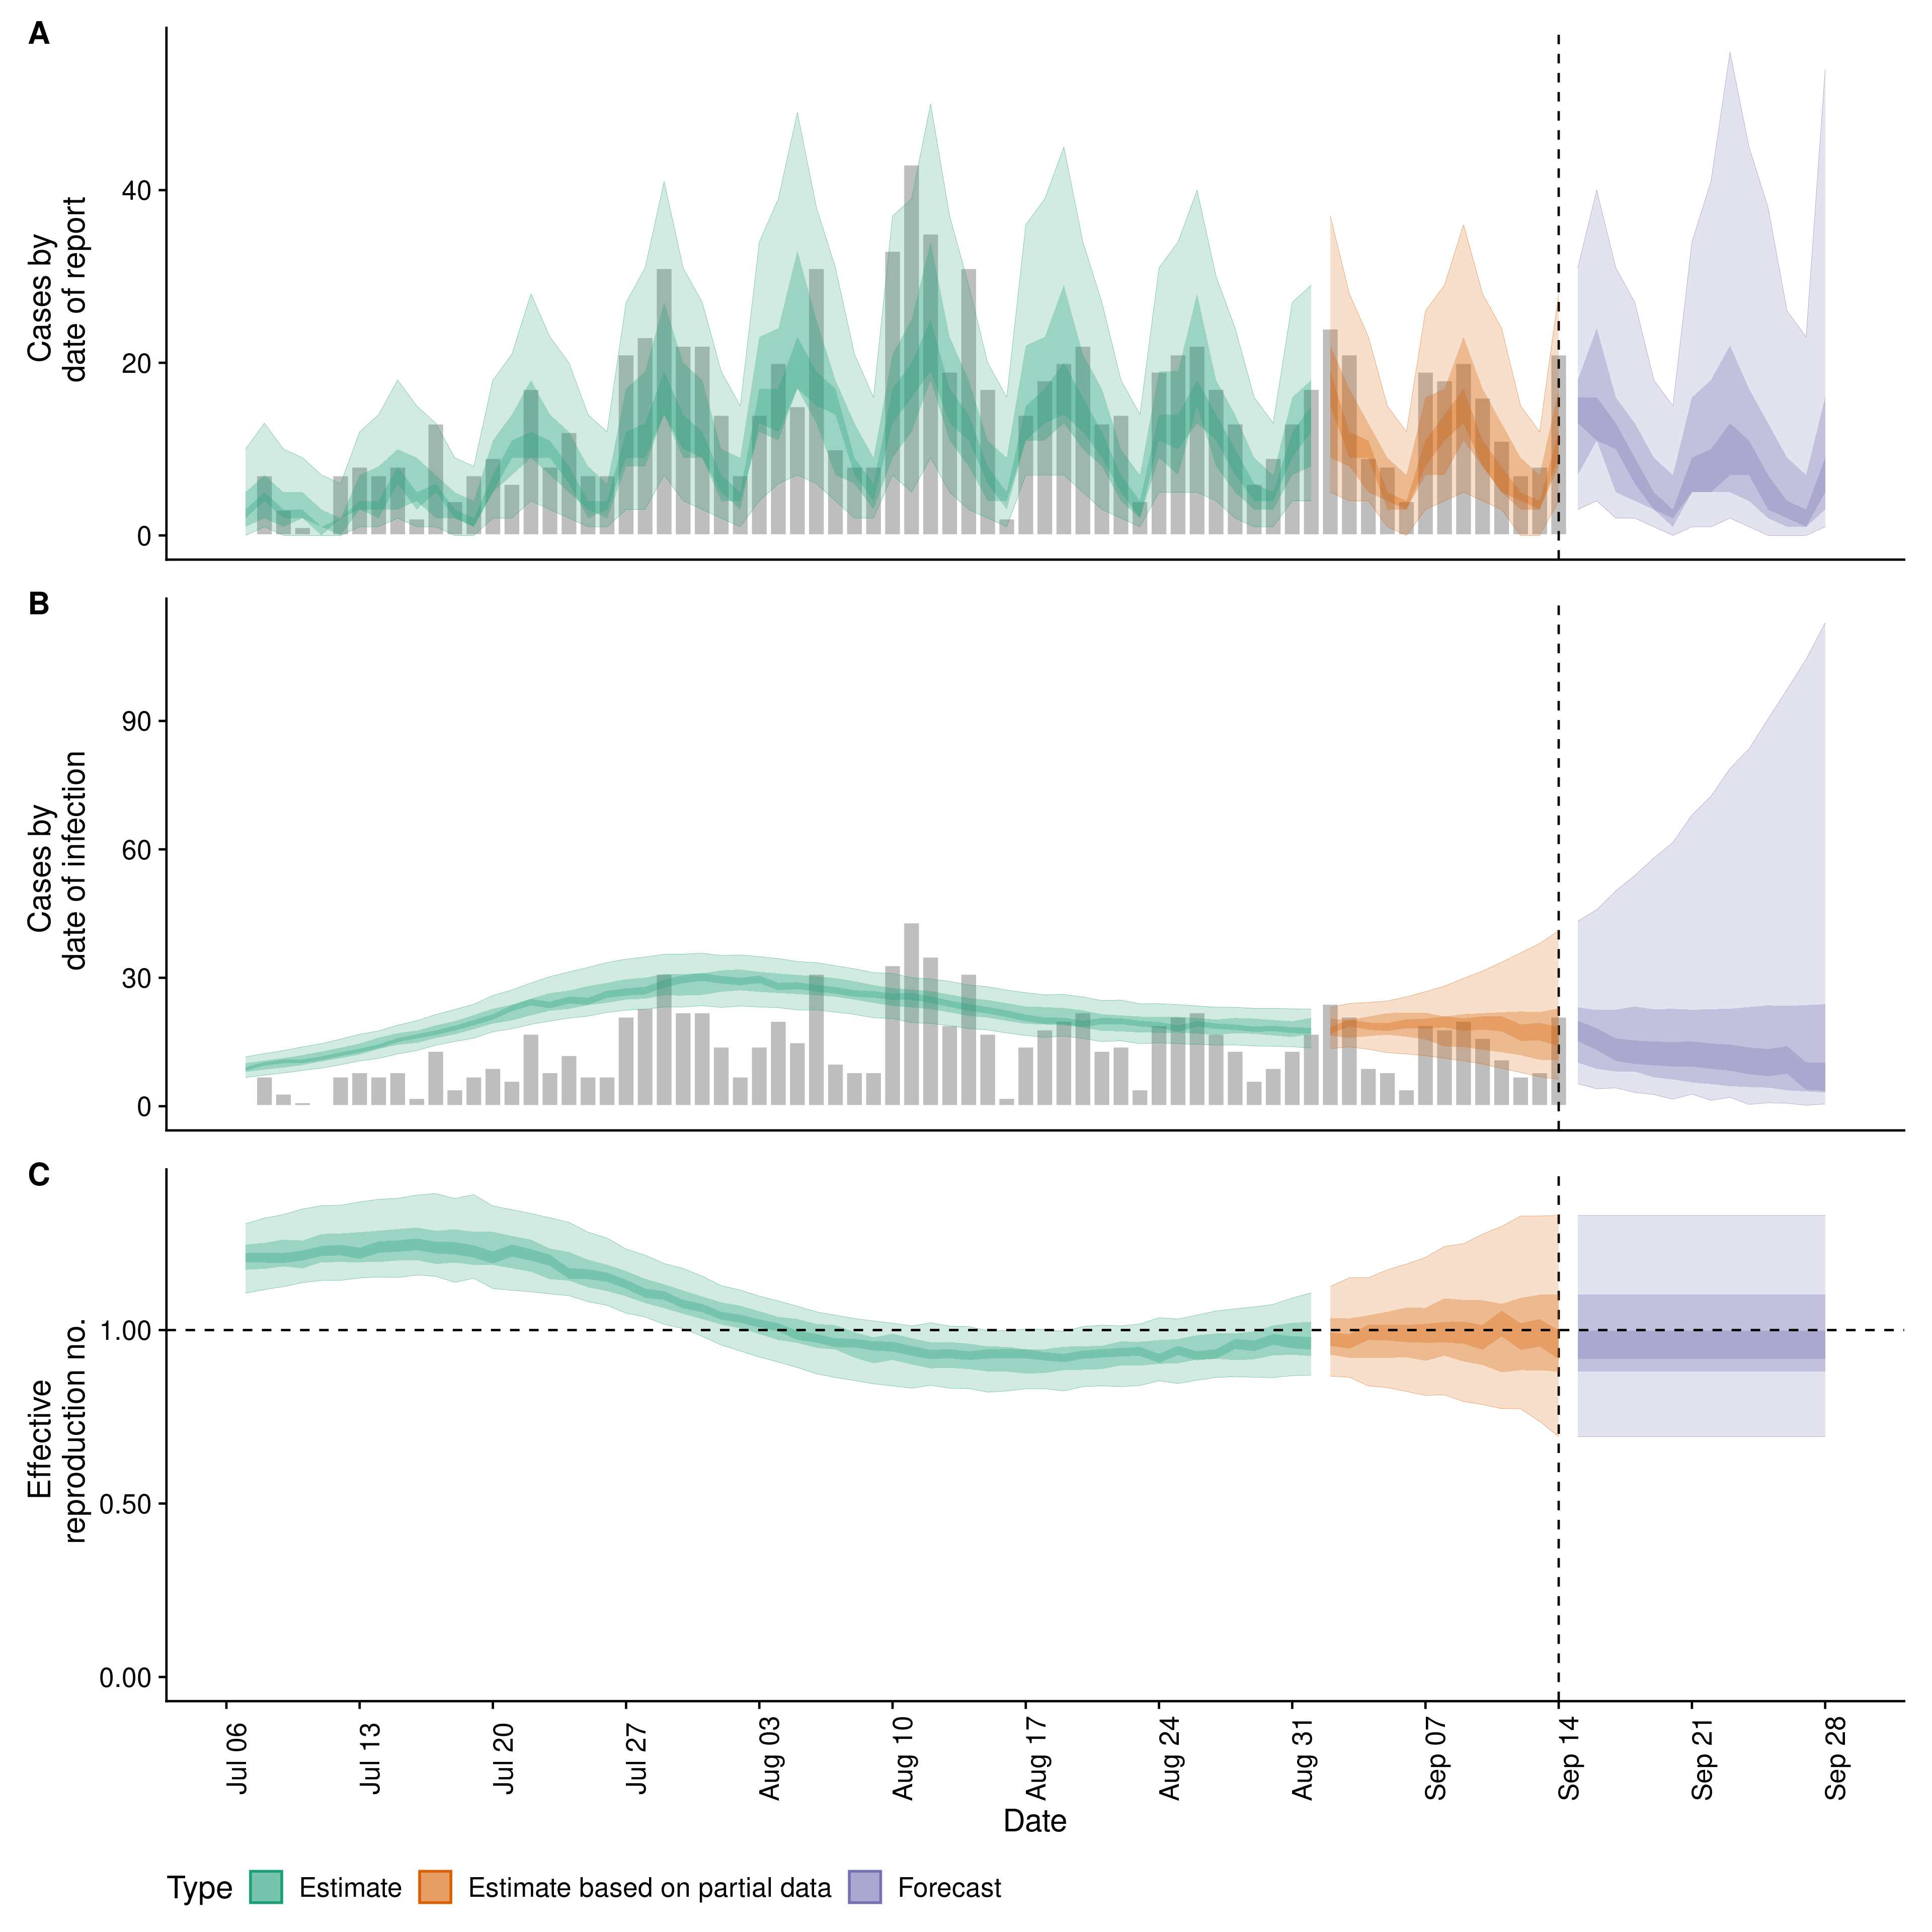 A
Cases by
date of report
40
20
0
B
Cases by
date of infection
90
60
30
0
C
Effective
reproduction no.
1.00
0.50
0.00
Jul 06
Jul 13
Jul 20
Jul 27
Aug 03
Aug 10
Aug 17
Aug 24
Aug 31
Sep 07
Sep 14
Sep 21
Sep 28
Date
Type Estimate Estimate based on partial data Forecast